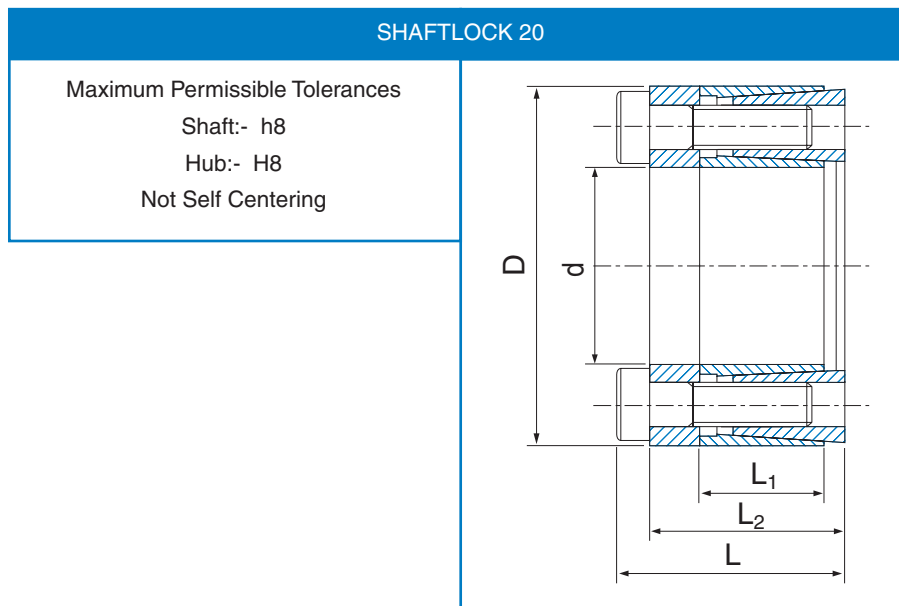 SHAFTLOCK 20
Maximum Permissible Tolerances
Shaft:- h8
Hub:- H8
Not Self Centering
D
d
L₁
L₂
L